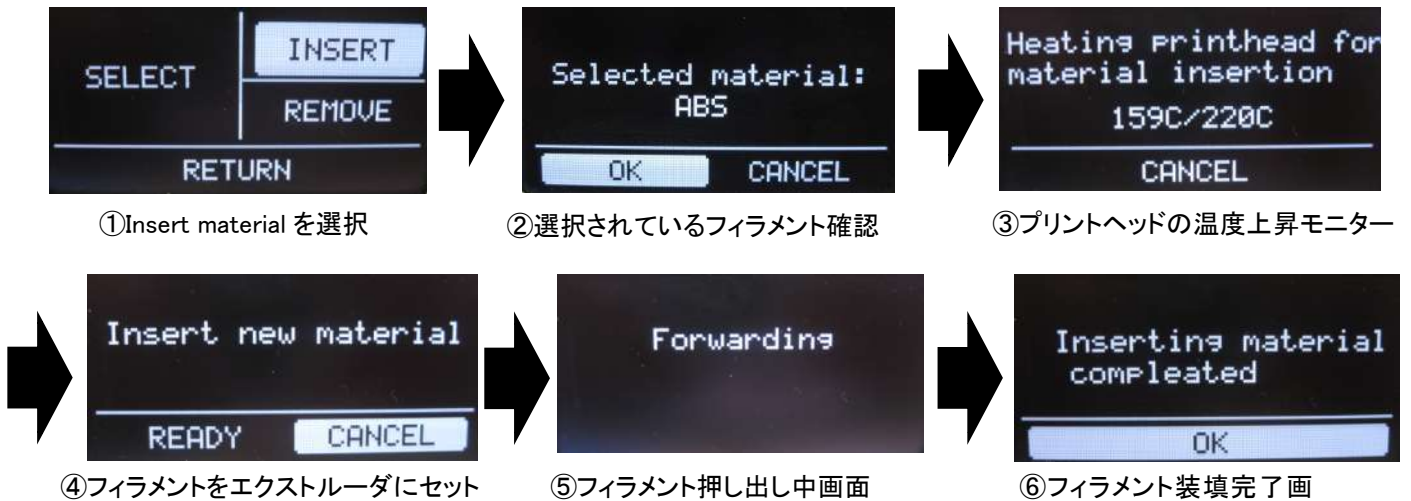 SELECT
INSERT
REMOVE
RETURN
①Insert material を選択
Selected material:
ABS
OK CANCEL
②選択されているフィラメント確認
Heating printhead for
material insertion
159C/220C
CANCEL
③プリントヘッドの温度上昇モニター
Insert new material
READY CANCEL
④フィラメントをエクストルーダにセット
Forwarding
⑤フィラメント押し出し中画面
Inserting material
compleated
OK
⑥フィラメント装填完了画